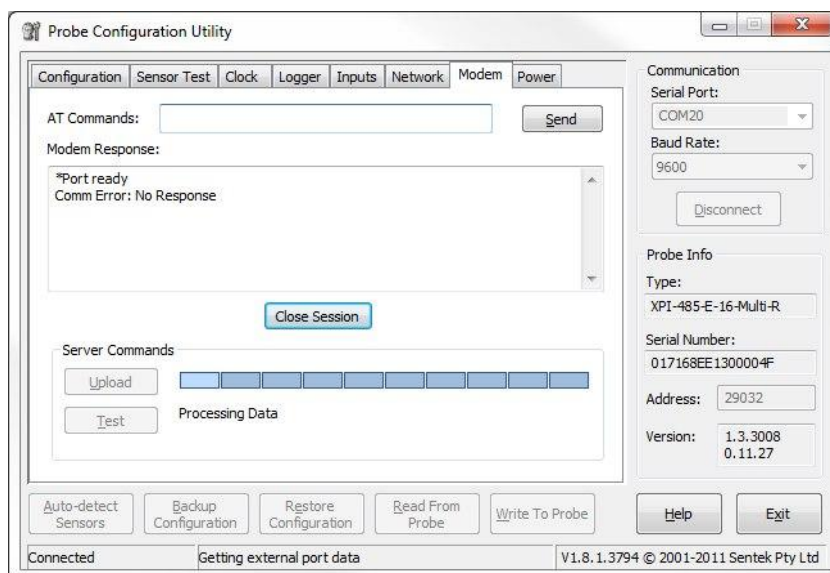 Probe Configuration Utility
Configuration Sensor Test Clock Logger Inputs Network Modem Power
AT Commands:
Send
Modem Response:
*Port ready
Comm Error: No Response
Close Session
Server Commands
Upload
Test
Processing Data
Communication
Serial Port:
COM20
Baud Rate:
9600
Disconnect
Probe Info
Type:
XPI-485-E-16-Multi-R
Serial Number:
017168EE1300004F
Address: 29032
Version: 1.3.3008
0.11.27
Auto-detect
Sensors
Backup
Configuration
Restore
Configuration
Read From
Probe
Write To Probe
Help
Exit
Connected
Getting external port data
V1.8.1.3794 © 2001-2011 Sentek Pty Ltd